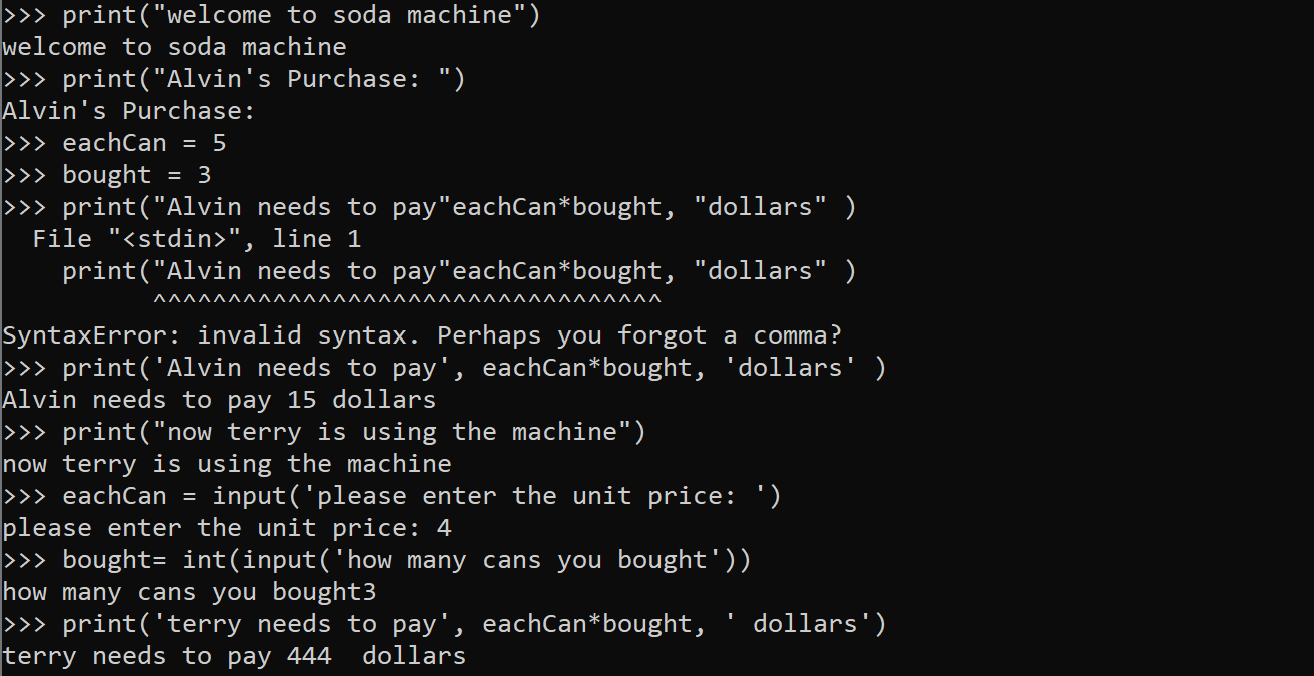 >>> print("welcome to soda machine")
welcome to soda machine
>>> print("Alvin's Purchase: ")
Alvin's Purchase:
>>> eachCan = 5
>>> bought = 3
>>> print("Alvin needs to pay"eachCan*bought, "dollars" )
  File "<stdin>", line 1
    print("Alvin needs to pay"eachCan*bought, "dollars" )
          ^^^^^^^^^^^^^^^^^^^^^^^^^^^^^^^^^^
SyntaxError: invalid syntax. Perhaps you forgot a comma?
>>> print('Alvin needs to pay', eachCan*bought, 'dollars' )
Alvin needs to pay 15 dollars
>>> print("now terry is using the machine")
now terry is using the machine
>>> eachCan = input('please enter the unit price: ')
please enter the unit price: 4
>>> bought= int(input('how many cans you bought'))
how many cans you bought3
>>> print('terry needs to pay', eachCan*bought, ' dollars')
terry needs to pay 444  dollars